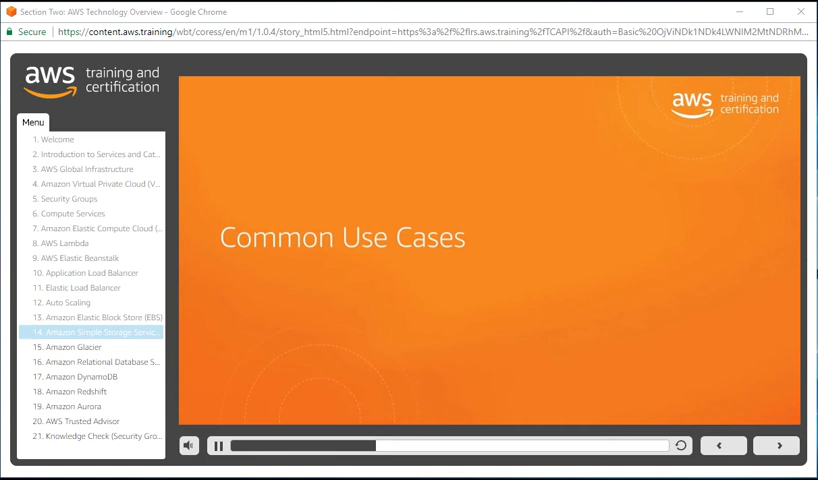 Section Two: AWS Technology Overview - Google Chrome
Secure https://content.aws.training/wbt/coress/en/m1/1.0.4/story_html5.html?endpoint=https%3a%2f%2flrs.aws.training%2fTCAPI%2f&auth=Basic%20OjViNDk1NDk4LWNlM2MtNDRhM...
aws training and certification
Menu
1. Welcome
2. Introduction to Services and Cat...
3. AWS Global Infrastructure
4. Amazon Virtual Private Cloud (V...
5. Security Groups
6. Compute Services
7. Amazon Elastic Compute Cloud (...
8. AWS Lambda
9. AWS Elastic Beanstalk
10. Application Load Balancer
11. Elastic Load Balancer
12. Auto Scaling
13. Amazon Elastic Block Store (EBS)
14. Amazon Simple Storage Servic...
15. Amazon Glacier
16. Amazon Relational Database S...
17. Amazon DynamoDB
18. Amazon Redshift
19. Amazon Aurora
20. AWS Trusted Advisor
21. Knowledge Check (Security Gro...
aws training and certification
Common Use Cases